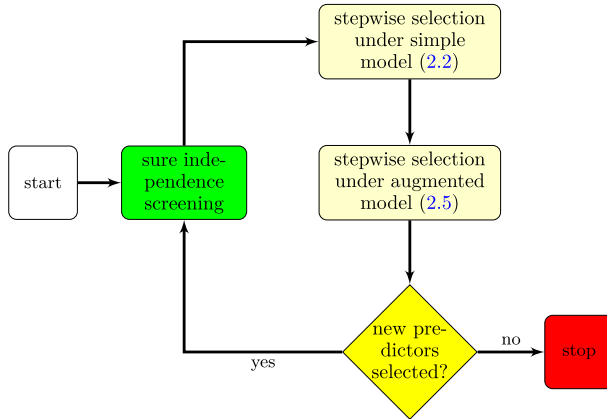 stepwise selection
under simple
model (2.2)
start
sure inde-
pendence
screening
stepwise selection
under augmented
model (2.5)
new pre-
dictors
selected?
no
stop
yes